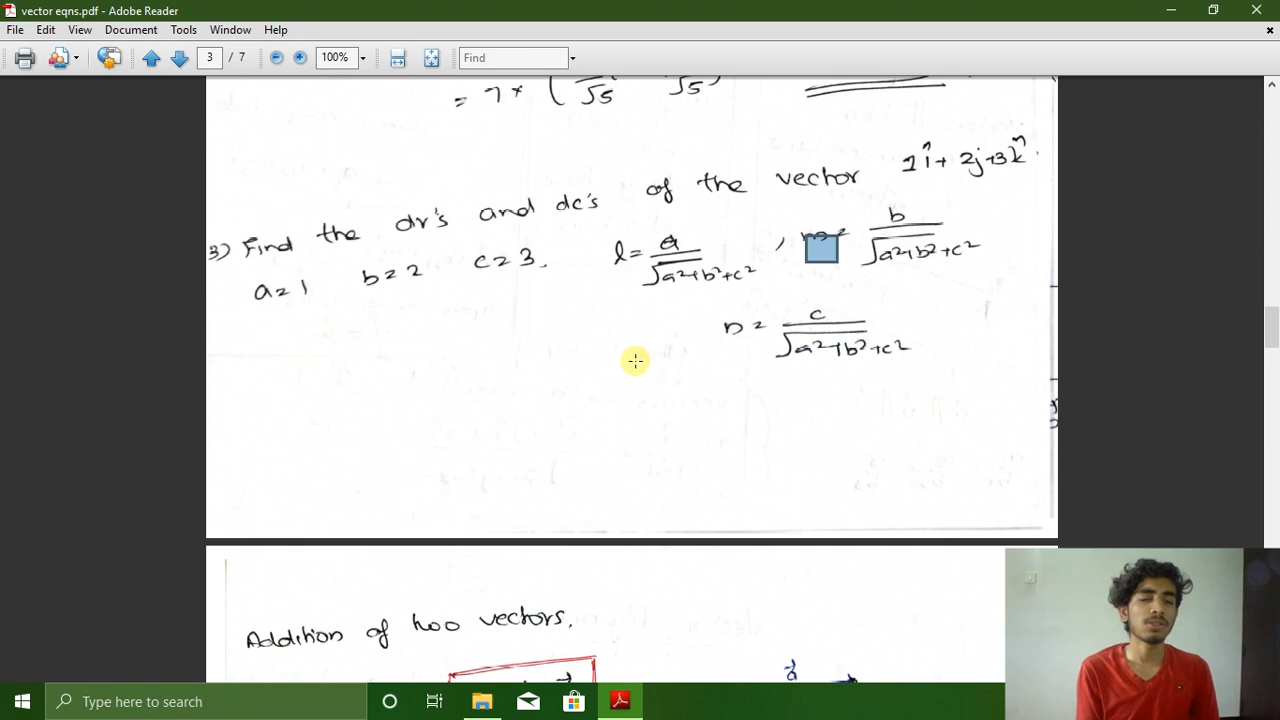 vector eqns.pdf - Adobe Reader
File Edit View Document Tools Window Help
3 / 7 100% Find
= 7 * ( √5 √5 )
3) Find the dr's and dc's of the vector 1î + 2j+3k̂.
a = 1 b = 2 c = 3. l = a/√a²+b²+c² , b/√a²+b²+c²
n = c/√a²+b²+c²
Addition of two vectors.
Type here to search